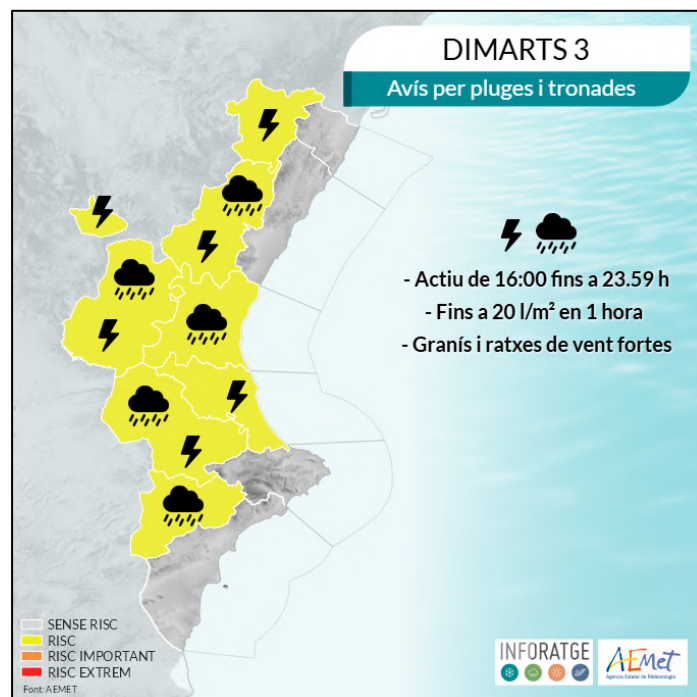 DIMARTS 3
Avís per pluges i tronades
- Actiu de 16:00 fins a 23.59 h
- Fins a 20 l/m² en 1 hora
- Granís i ratxes de vent fortes
SENSE RISC
RISC
RISC IMPORTANT
RISC EXTREM
Font: AEMET
INFORATGE
AEMet
Agencia Estatal de Meteorología